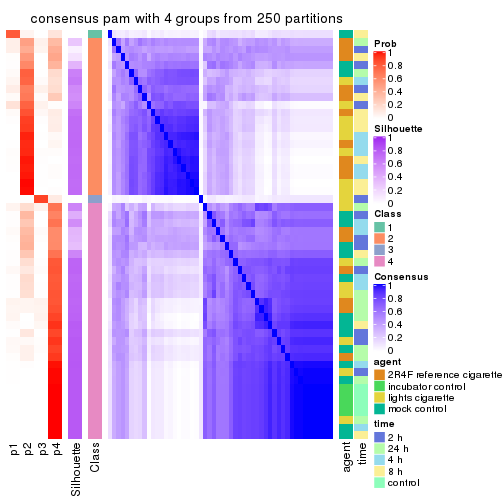 consensus pam with 4 groups from 250 partitions
Prob
1
0.8
0.6
0.4
0.2
0
Silhouette
1
0.8
0.6
0.4
0.2
0
Class
1
2
3
4
Consensus
1
0.8
0.6
0.4
0.2
0
agent
2R4F reference cigarette
incubator control
lights cigarette
mock control
time
2 h
24 h
4 h
8 h
control
p1
p2
p3
p4
Silhouette
Class
agent
time